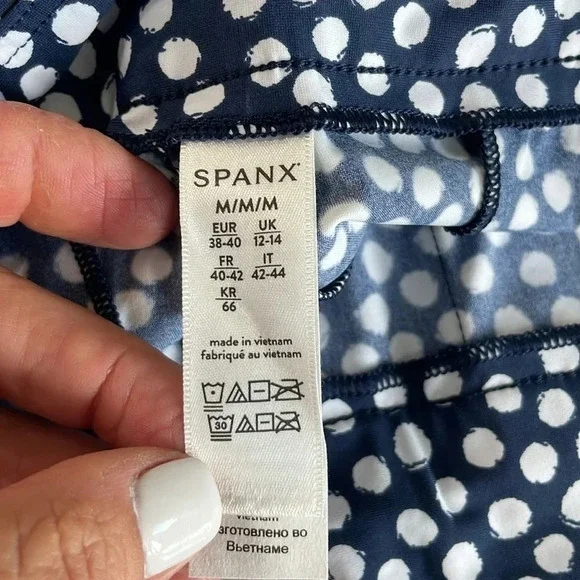 SPANX
M/M/M
EUR UK
38-40 12-14
FR IT
40-42 42-44
KR
66
made in vietnam
fabriqué au vietnam
30
vietnam
зготовлено во
Вьетнаме